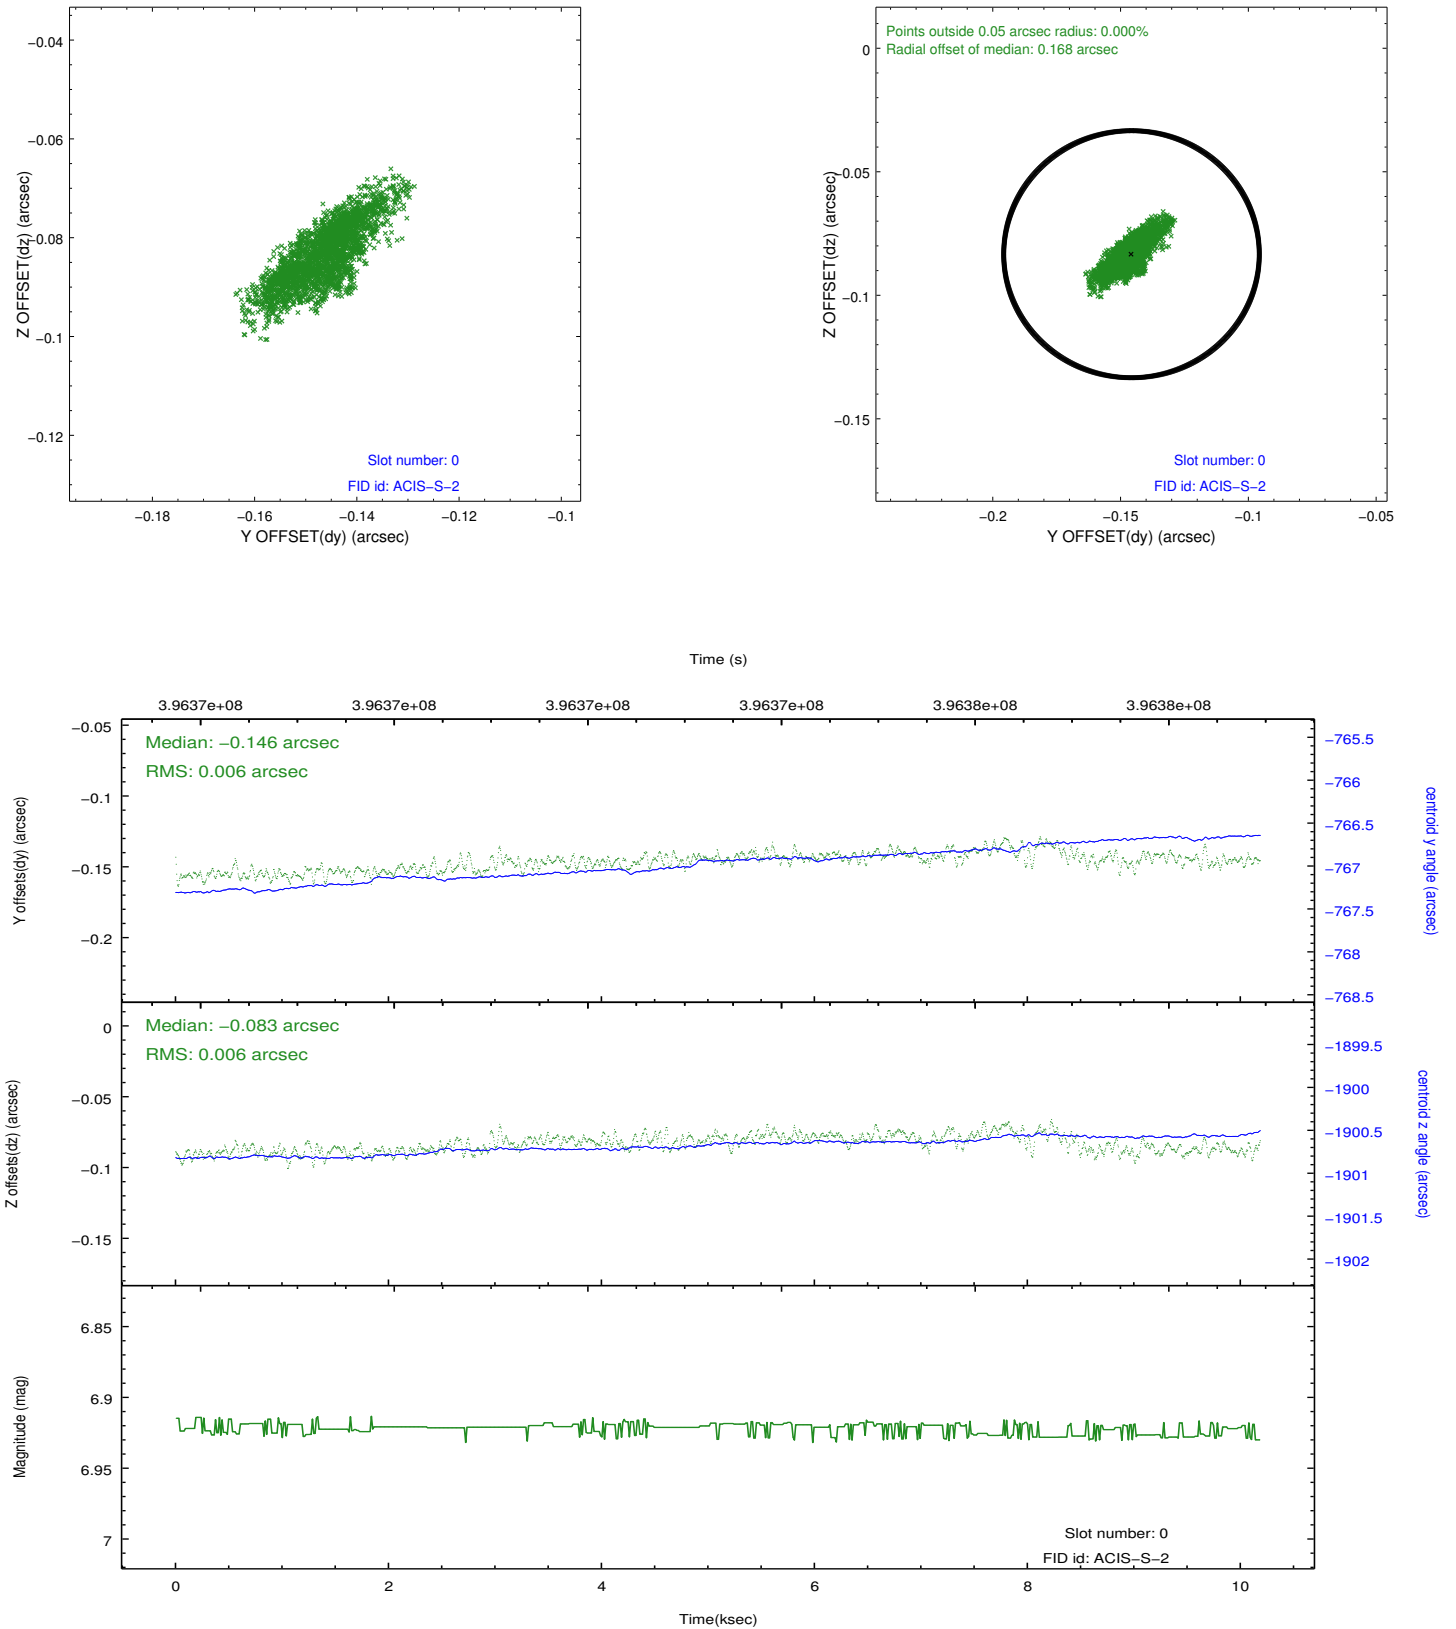 −0.04
−0.06
−0.08
−0.1
−0.12
Z OFFSET(dz) (arcsec)
Slot number: 0
FID id: ACIS−S−2
−0.18
−0.16
−0.14
−0.12
−0.1
Y OFFSET(dy) (arcsec)
Points outside 0.05 arcsec radius: 0.000%
Radial offset of median: 0.168 arcsec
0
−0.05
−0.1
−0.15
Z OFFSET(dz) (arcsec)
Slot number: 0
FID id: ACIS−S−2
−0.2
−0.15
−0.1
−0.05
Y OFFSET(dy) (arcsec)
Time (s)
3.9637e+08
3.9637e+08
3.9637e+08
3.9637e+08
3.9638e+08
3.9638e+08
Median: −0.146 arcsec
RMS: 0.006 arcsec
−0.05
−0.1
−0.15
−0.2
Y offsets(dy) (arcsec)
−765.5
−766
−766.5
−767
−767.5
−768
−768.5
centroid y angle (arcsec)
Median: −0.083 arcsec
RMS: 0.006 arcsec
0
−0.05
−0.1
−0.15
Z offsets(dz) (arcsec)
−1899.5
−1900
−1900.5
−1901
−1901.5
−1902
centroid z angle (arcsec)
6.85
6.9
6.95
7
Magnitude (mag)
Slot number: 0
FID id: ACIS−S−2
0
2
4
6
8
10
Time(ksec)